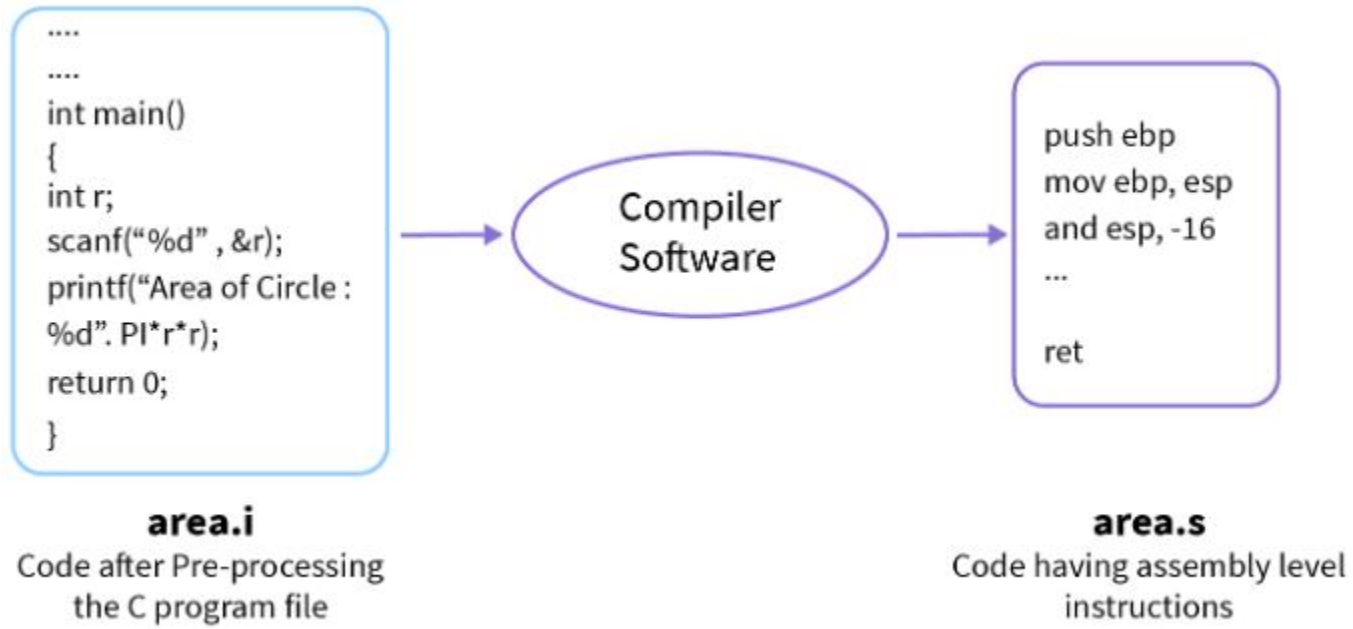 ....
....
int main()
{
int r;
scanf(“%d” , &r);
printf(“Area of Circle :
%d”. PI*r*r);
return 0;
}
area.i
Code after Pre-processing
the C program file
Compiler
Software
push ebp
mov ebp, esp
and esp, -16
...
ret
area.s
Code having assembly level
instructions